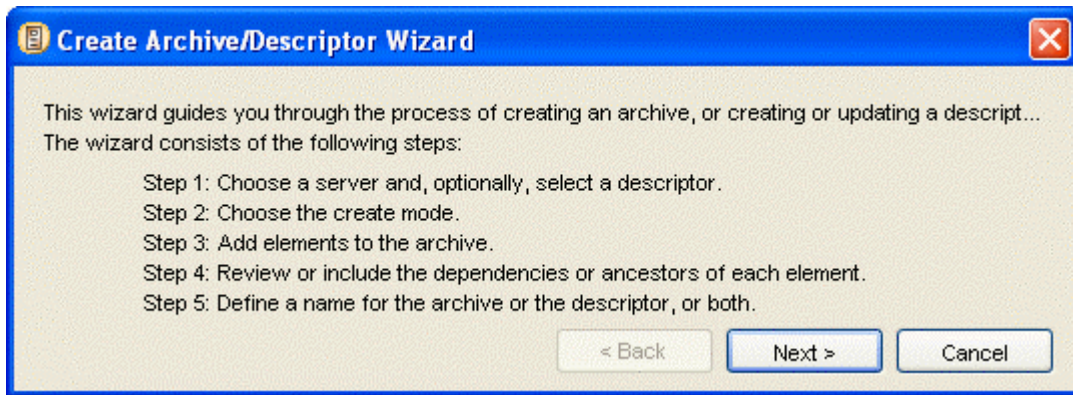 Create Archive/Descriptor Wizard
This wizard guides you through the process of creating an archive, or creating or updating a descript...
The wizard consists of the following steps:
Step 1: Choose a server and, optionally, select a descriptor.
Step 2: Choose the create mode.
Step 3: Add elements to the archive.
Step 4: Review or include the dependencies or ancestors of each element.
Step 5: Define a name for the archive or the descriptor, or both.
< Back Next > Cancel